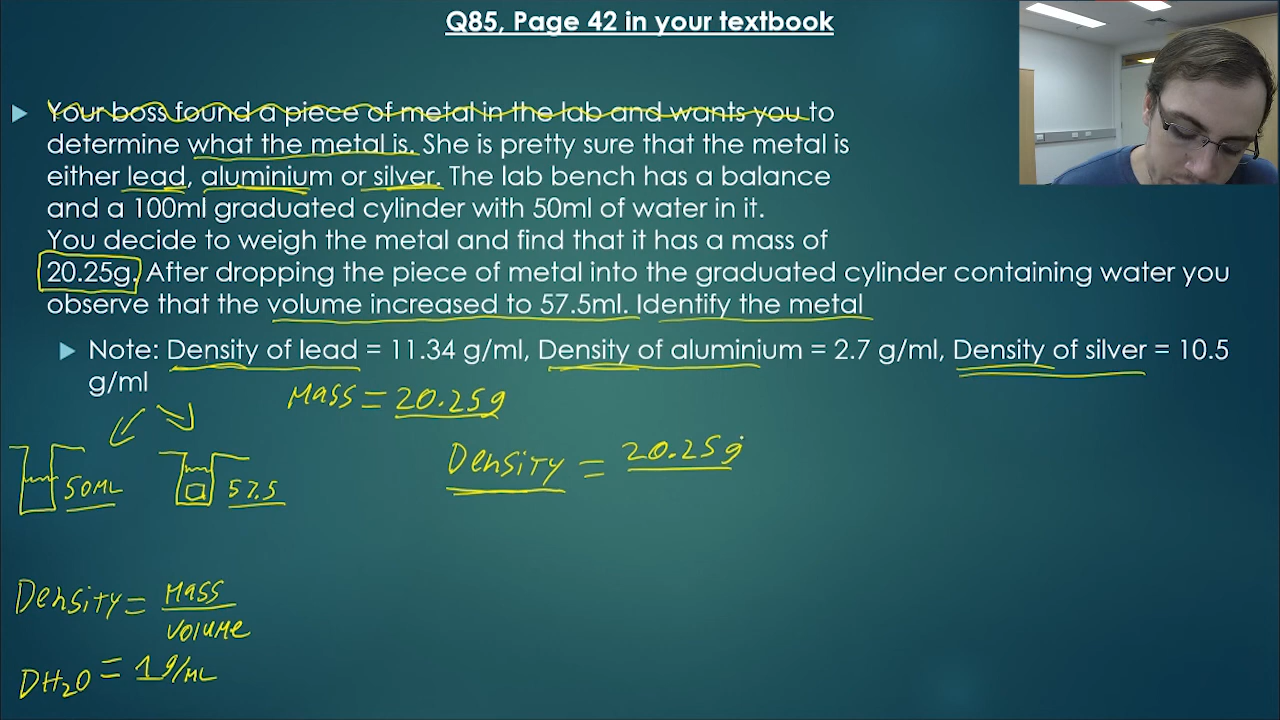 Q85, Page 42 in your textbook
Your boss found a piece of metal in the lab and wants you to
determine what the metal is. She is pretty sure that the metal is
either lead, aluminium or silver. The lab bench has a balance
and a 100ml graduated cylinder with 50ml of water in it.
You decide to weigh the metal and find that it has a mass of
20.25g. After dropping the piece of metal into the graduated cylinder containing water you
observe that the volume increased to 57.5ml. Identify the metal
Note: Density of lead = 11.34 g/ml, Density of aluminium = 2.7 g/ml, Density of silver = 10.5
g/ml
Mass = 20.25g
Density = 20.25g
50ML
57.5
Density = Mass
Volume
DH2O = 1 g/ML